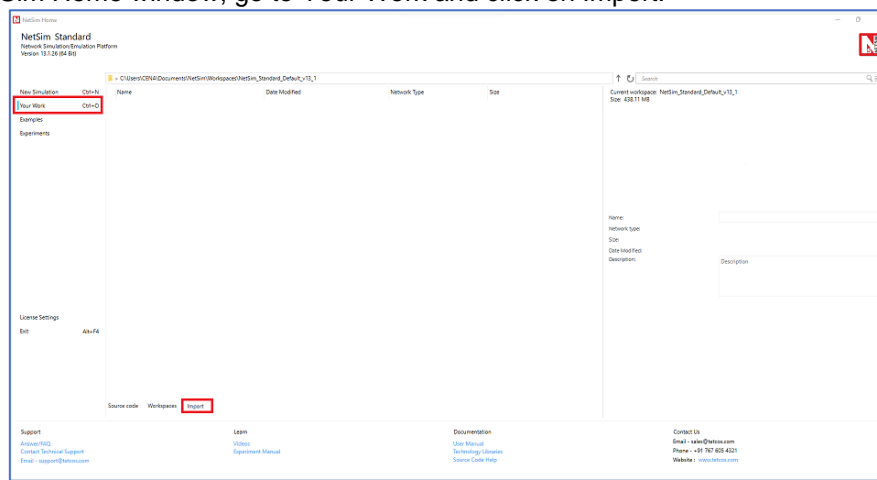 Sim Home window, go to Your Work and click on Import.
NetSim Home
NetSim Standard
Network Simulation/Emulation Platform
Version 13.1.26 (64 Bit)
> C:\Users\CENA\Documents\NetSim\Workspaces\NetSim_Standard_Default_v13_1
Search
New Simulation Ctrl+N
Name Date Modified Network Type Size
Current workspace: NetSim_Standard_Default_v13_1
Size: 438.11 MB
Your Work Ctrl+O
Examples
Experiments
Name:
Network type:
Size:
Date Modified:
Description: Description
License Settings
Exit Alt+F4
Source code Workspaces Import
Support Learn Documentation Contact Us
Answer/FAQ Videos User Manual Email - sales@tetcos.com
Contact Technical Support Experiment Manual Technology Libraries Phone - +91 767 605 4321
Email - support@tetcos.com Source Code Help Website : www.tetcos.com